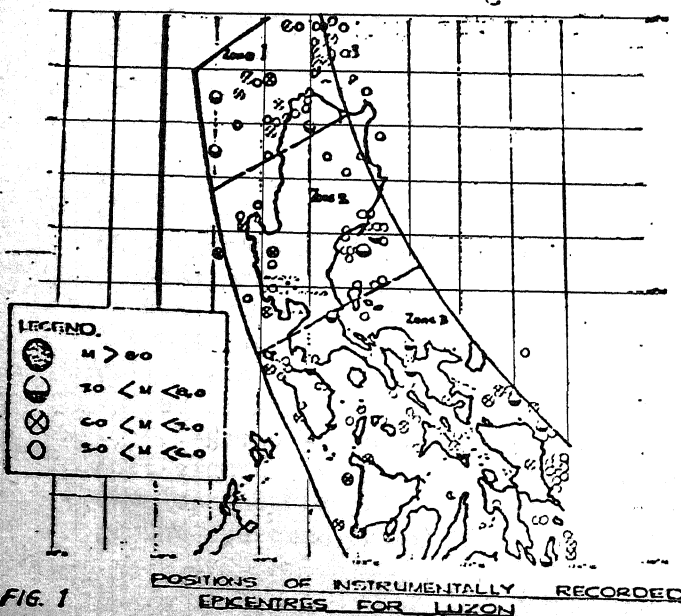 Zone 1
Zone 2
Zone 3
LEGEND.
M > 8.0
7.0 < M < 8.0
6.0 < M < 7.0
5.0 < M < 6.0
POSITIONS OF INSTRUMENTALLY RECORDED
EPICENTRES FOR LUZON
FIG. 1